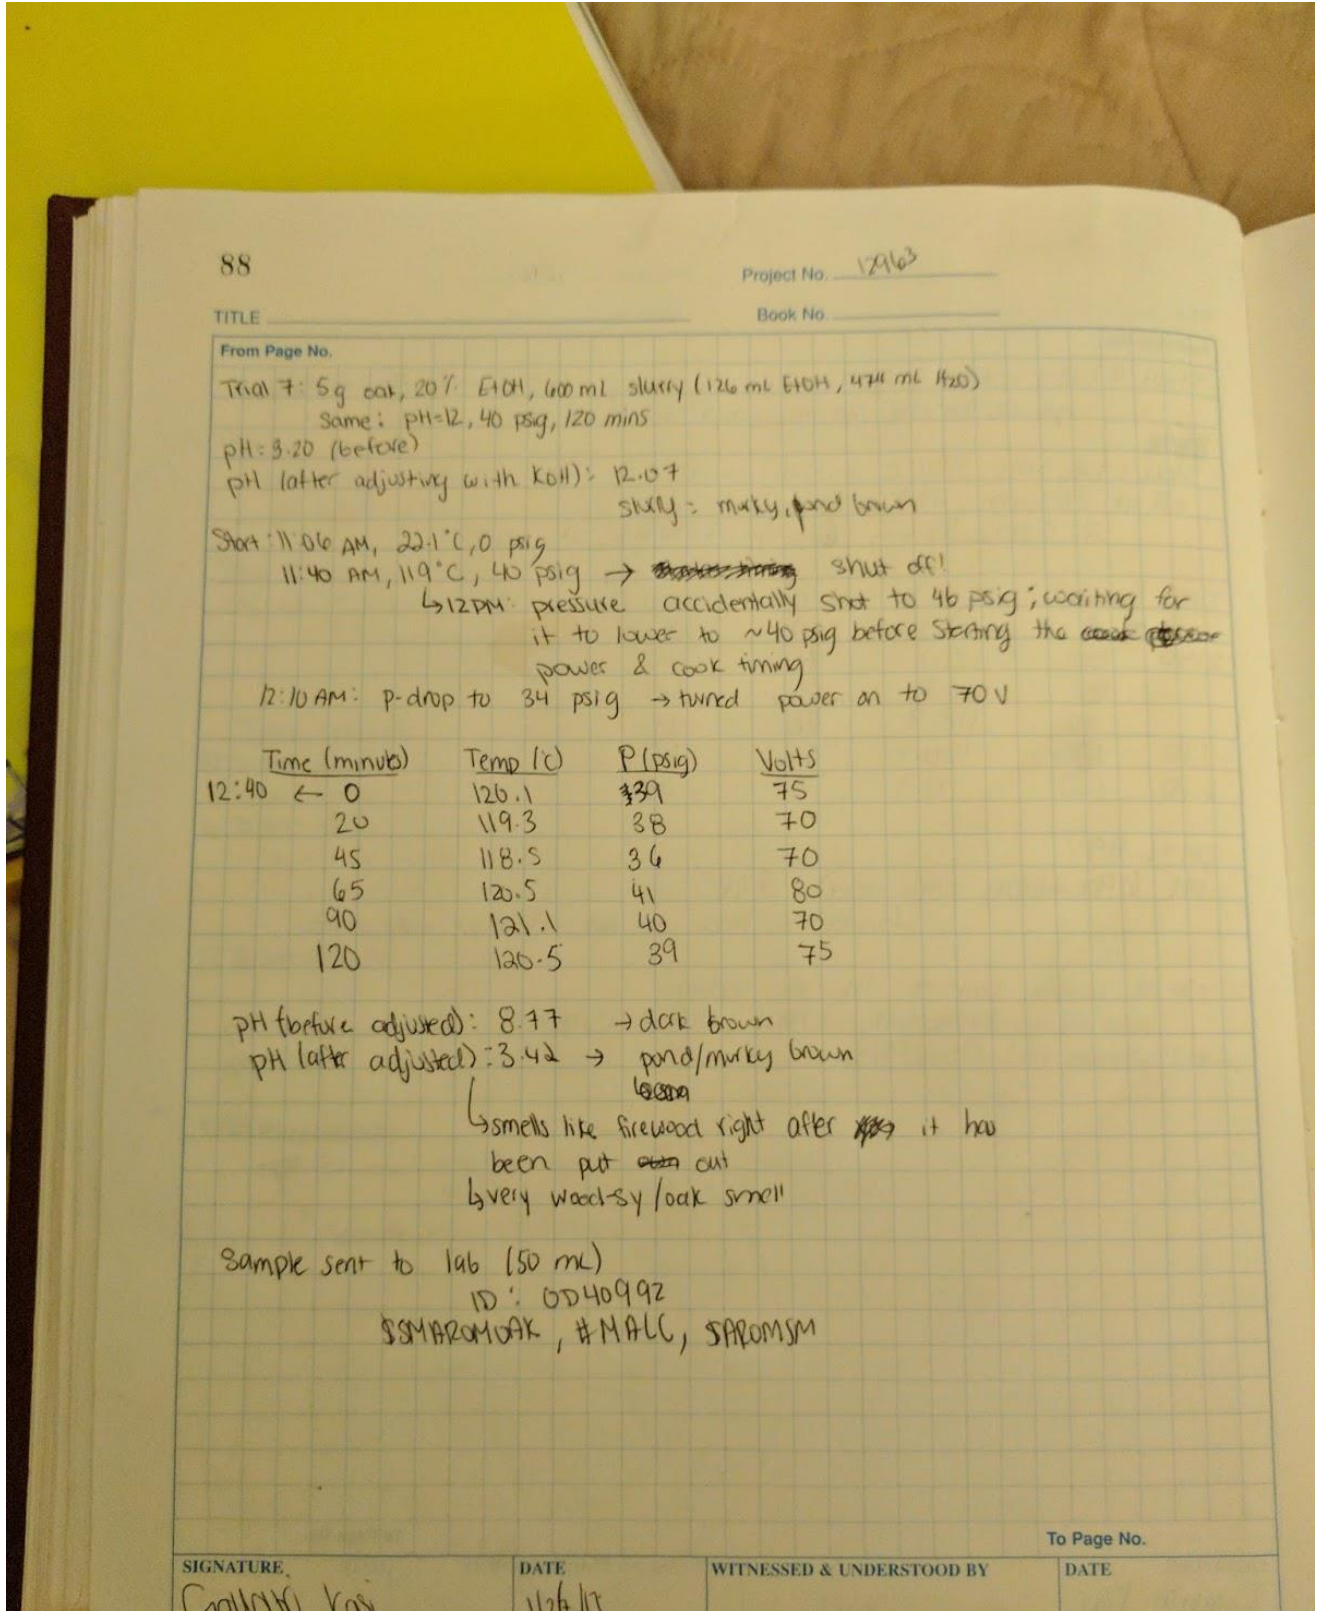 88
Project No. 12963
TITLE
Book No.
From Page No.
Trial 7: 5g oak, 20% EtOH, 600 mL slurry (126 mL EtOH, 474 mL H2O)
Same: pH=12, 40 psig, 120 mins
pH: 3.20 (before)
pH (after adjusting with KOH): 12.07
slurry = murky, pond brown
Start: 11:06 AM, 22.1°C, 0 psig
11:40 AM, 119°C, 40 psig → shut off!
↳12PM: pressure accidentally shot to 46 psig; waiting for
it to lower to ~40 psig before starting the
power & cook timing
12:10 AM: p-drop to 34 psig → turned power on to 70 V
Time (minutes) Temp (°C) P (psig) Volts
12:40 ← 0 120.1 39 75
20 119.3 38 70
45 118.5 36 70
65 120.5 41 80
90 121.1 40 70
120 120.5 39 75
pH (before adjusted): 8.77 → dark brown
pH (after adjusted): 3.42 → pond/murky brown
↳smells like firewood right after it has
been put out
↳very wood-sy/oak smell
Sample sent to lab (50 mL)
ID: OD40992
$SMAROMOAK, #MALC, $AROMSM
To Page No.
SIGNATURE DATE WITNESSED & UNDERSTOOD BY DATE